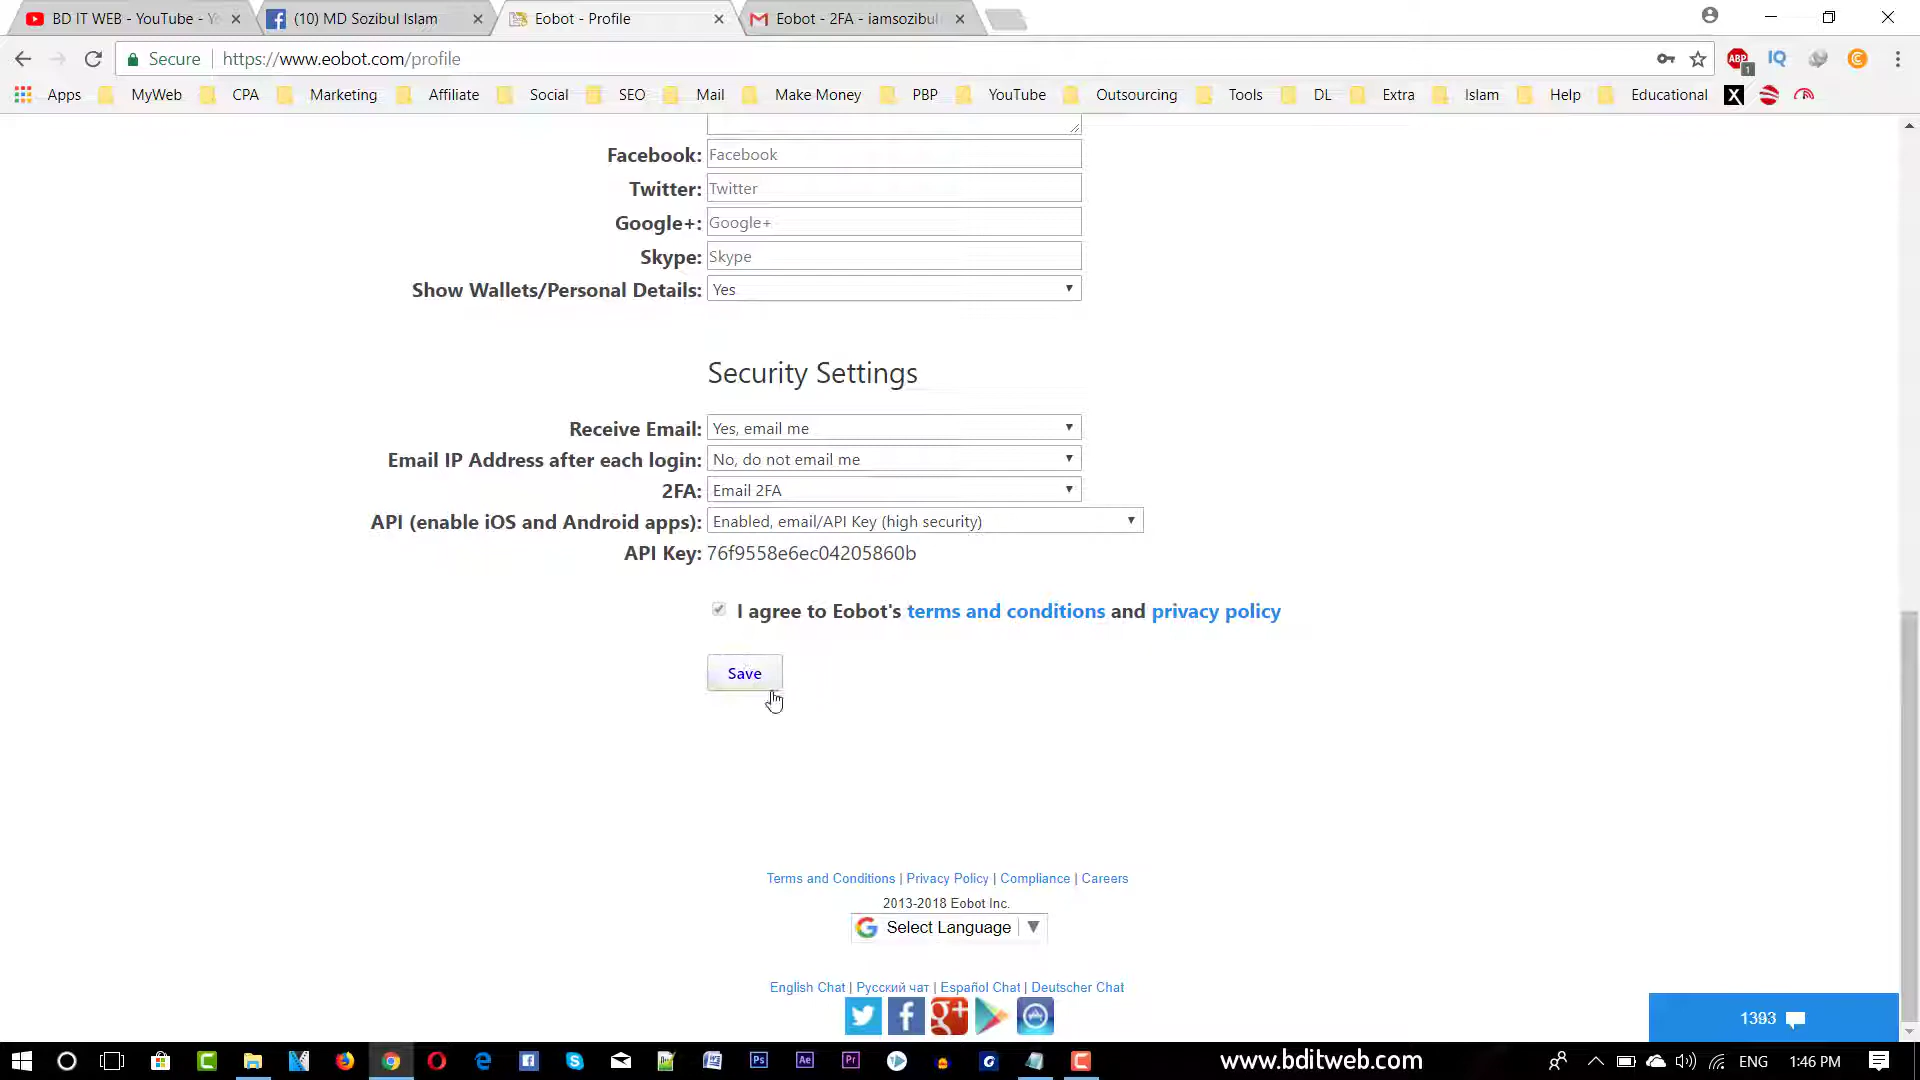 BD IT WEB - YouTube - Y
(10) MD Sozibul Islam
Eobot - Profile
Eobot - 2FA - iamsozibul
Secure
https://www.eobot.com/profile
ABP
1
IQ
Apps
MyWeb
CPA
Marketing
Affiliate
Social
SEO
Mail
Make Money
PBP
YouTube
Outsourcing
Tools
DL
Extra
Islam
Help
Educational
X
Facebook: Facebook
Twitter: Twitter
Google+: Google+
Skype: Skype
Show Wallets/Personal Details: Yes
Security Settings
Receive Email: Yes, email me
Email IP Address after each login: No, do not email me
2FA: Email 2FA
API (enable iOS and Android apps): Enabled, email/API Key (high security)
API Key: 76f9558e6ec04205860b
I agree to Eobot's terms and conditions and privacy policy
Save
Terms and Conditions | Privacy Policy | Compliance | Careers
2013-2018 Eobot Inc.
Select Language
English Chat | Русский чат | Español Chat | Deutscher Chat
1393
www.bditweb.com
ENG
1:46 PM